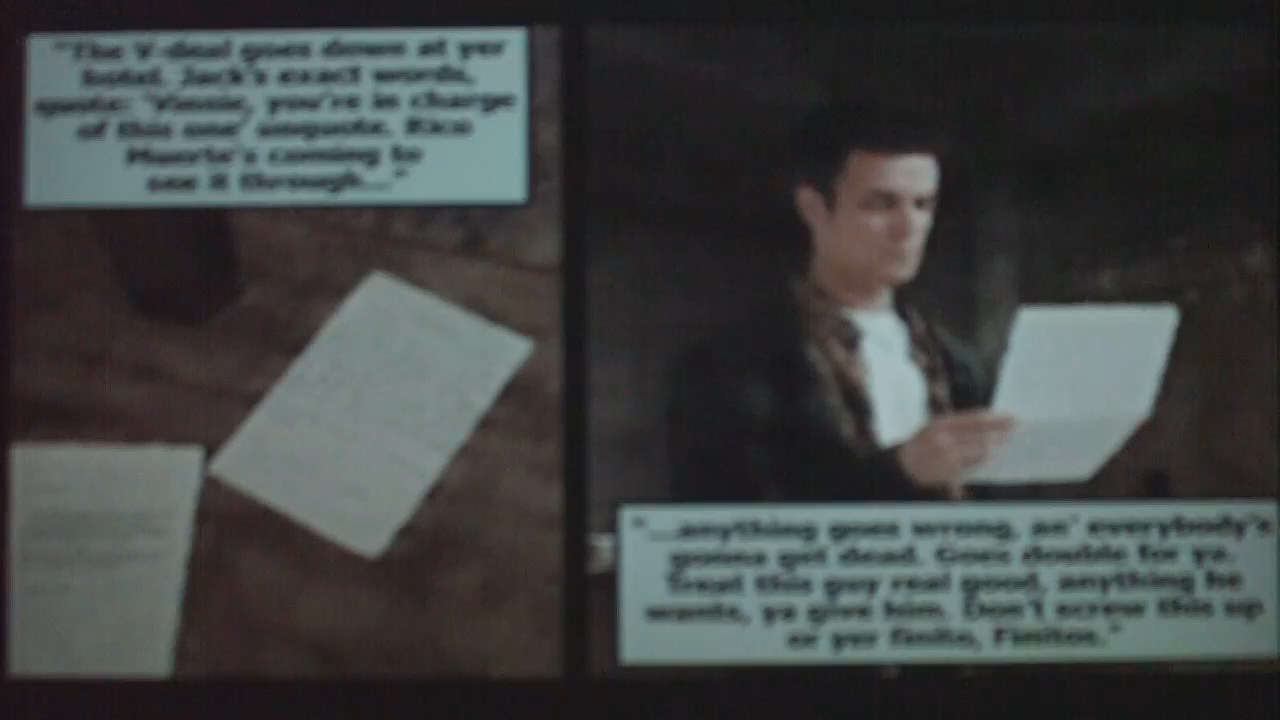 "The V-deal goes down at yer
hotel. Jack's exact words,
quote: 'Vinnie, you're in charge
of this one' unquote. Rico
Muerte's coming to
see it through..."
"...anything goes wrong, an' everybody's
gonna get dead. Goes double for ya.
Treat this guy real good, anything he
wants, ya give him. Don't screw this up
or yer finito, Finitos."